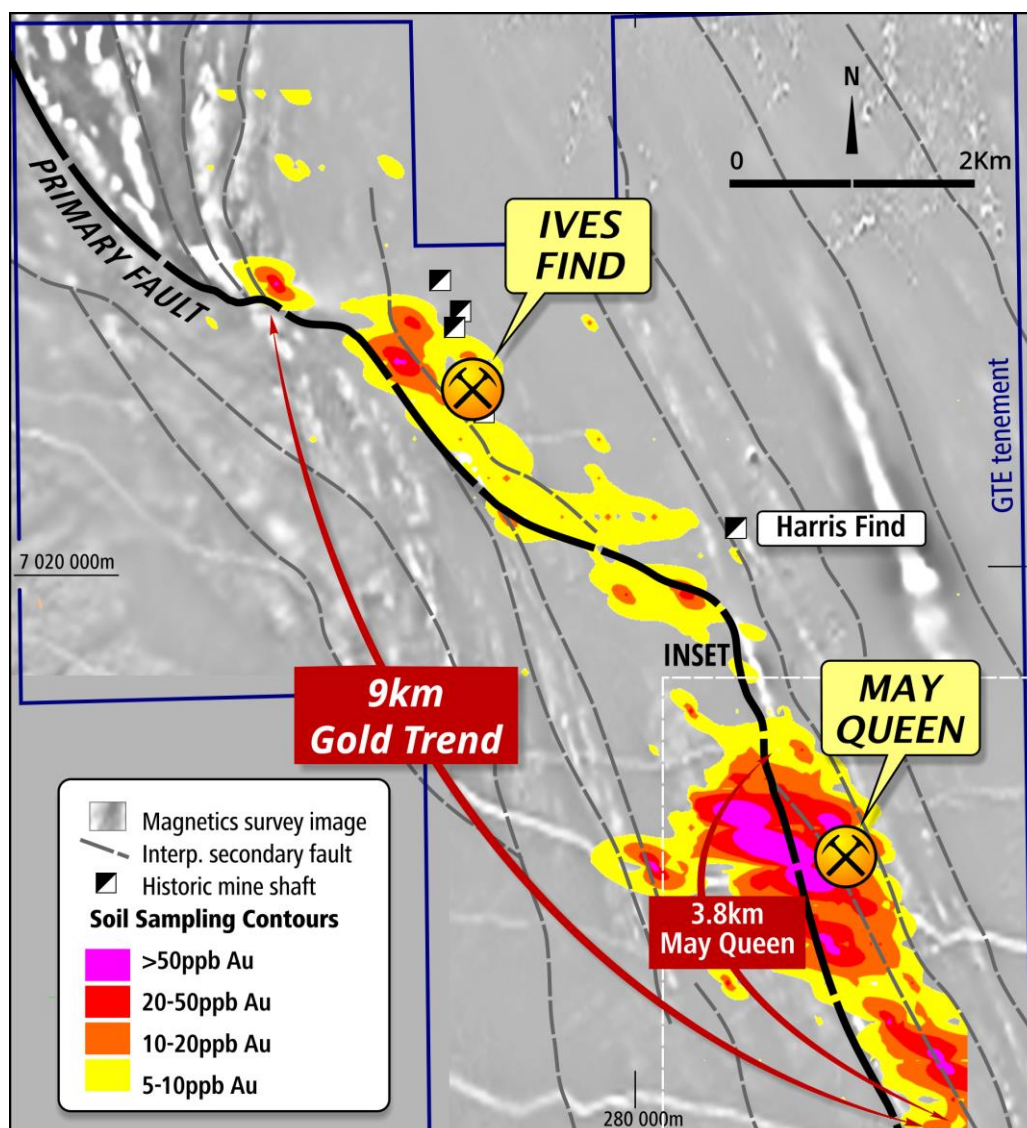 N
0
2Km
PRIMARY FAULT
IVES
FIND
GTE tenement
Harris Find
7 020 000m
INSET
9km
Gold Trend
MAY
QUEEN
3.8km
May Queen
Magnetics survey image
Interp. secondary fault
Historic mine shaft
Soil Sampling Contours
>50ppb Au
20-50ppb Au
10-20ppb Au
5-10ppb Au
280 000m